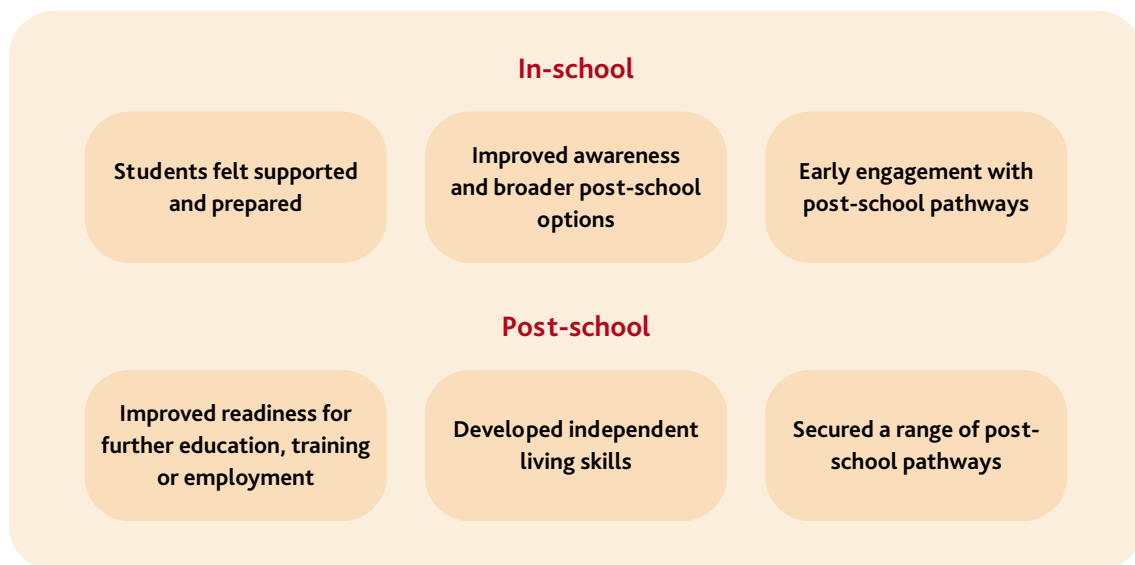 In-school
Students felt supported
and prepared
Improved awareness
and broader post-school
options
Early engagement with
post-school pathways
Post-school
Improved readiness for
further education, training
or employment
Developed independent
living skills
Secured a range of post-
school pathways